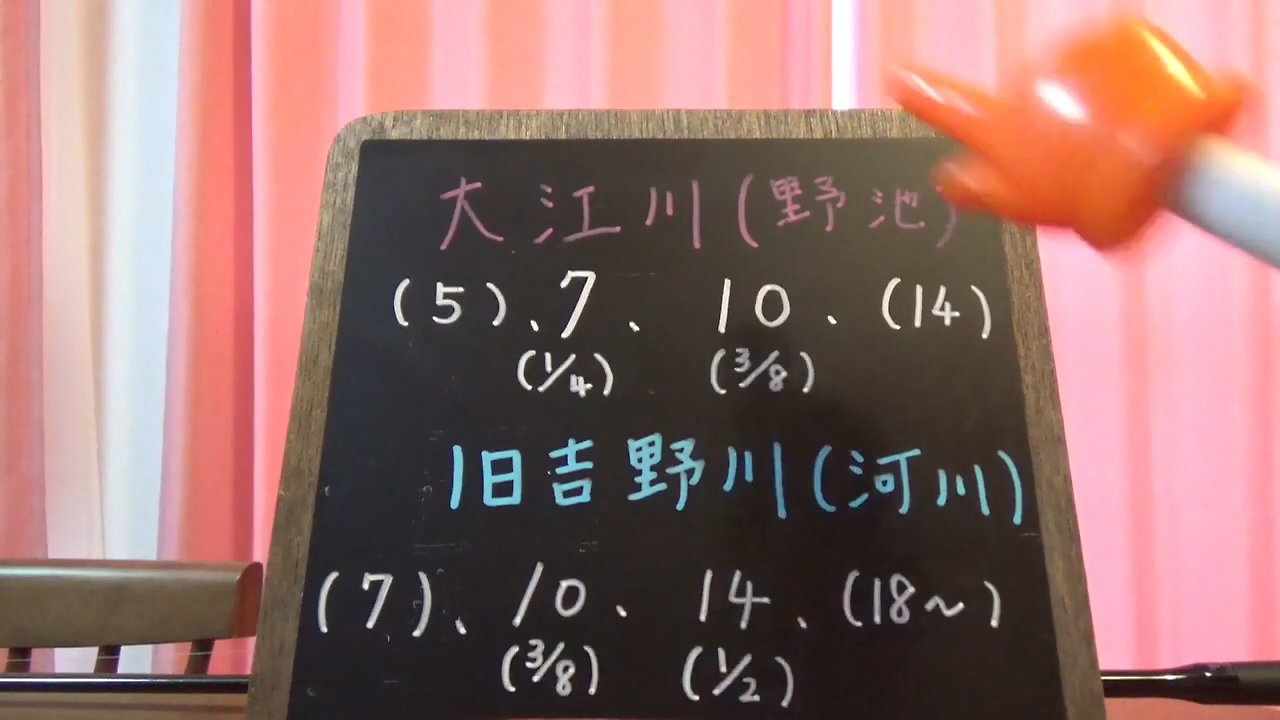 大江川(野池)
(5)、7、10、(14)
(1/4) (3/8)
旧吉野川(河川)
(7)、10、14、(18~)
(3/8) (1/2)